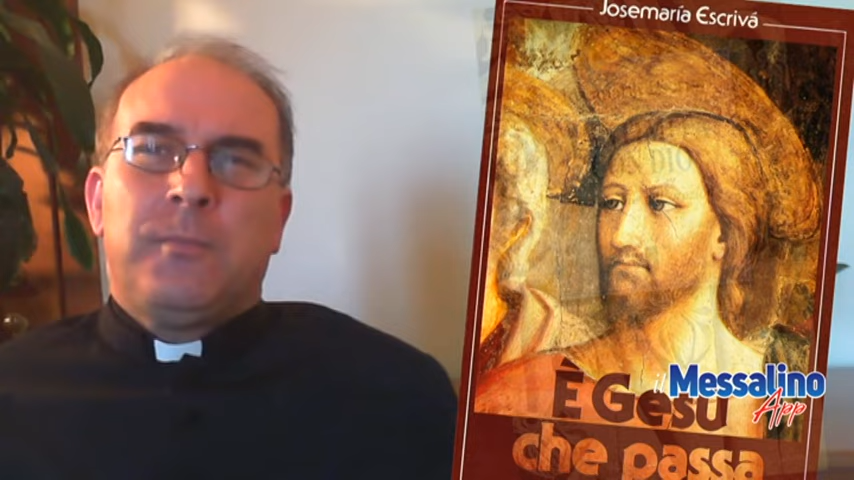 Josemaría Escrivá
È Gesù
che passa
il Messalino
App